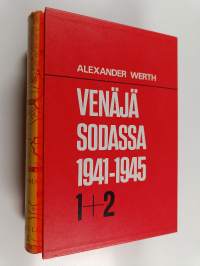 ALEXANDER WERTH
VENÄJÄ
SODASSA
1941-1945
1+2